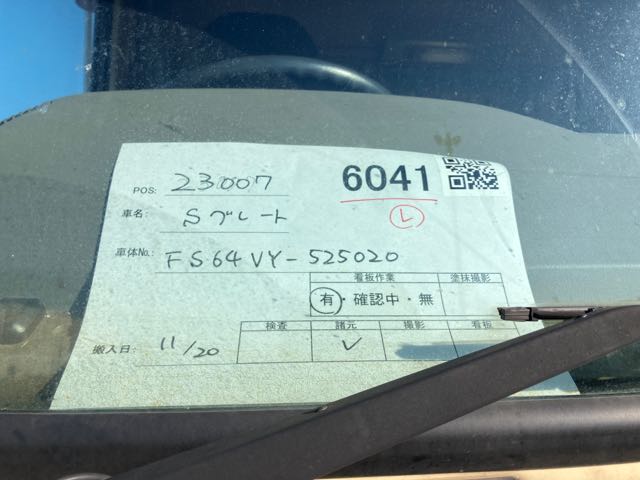 POS: 23007
6041
L
車名: Sグレート
車体No.: FS64VY-525020
看板作業 塗抹撮影
有・確認中・無
検査 諸元 撮影 看板
搬入日: 11/20 ✓